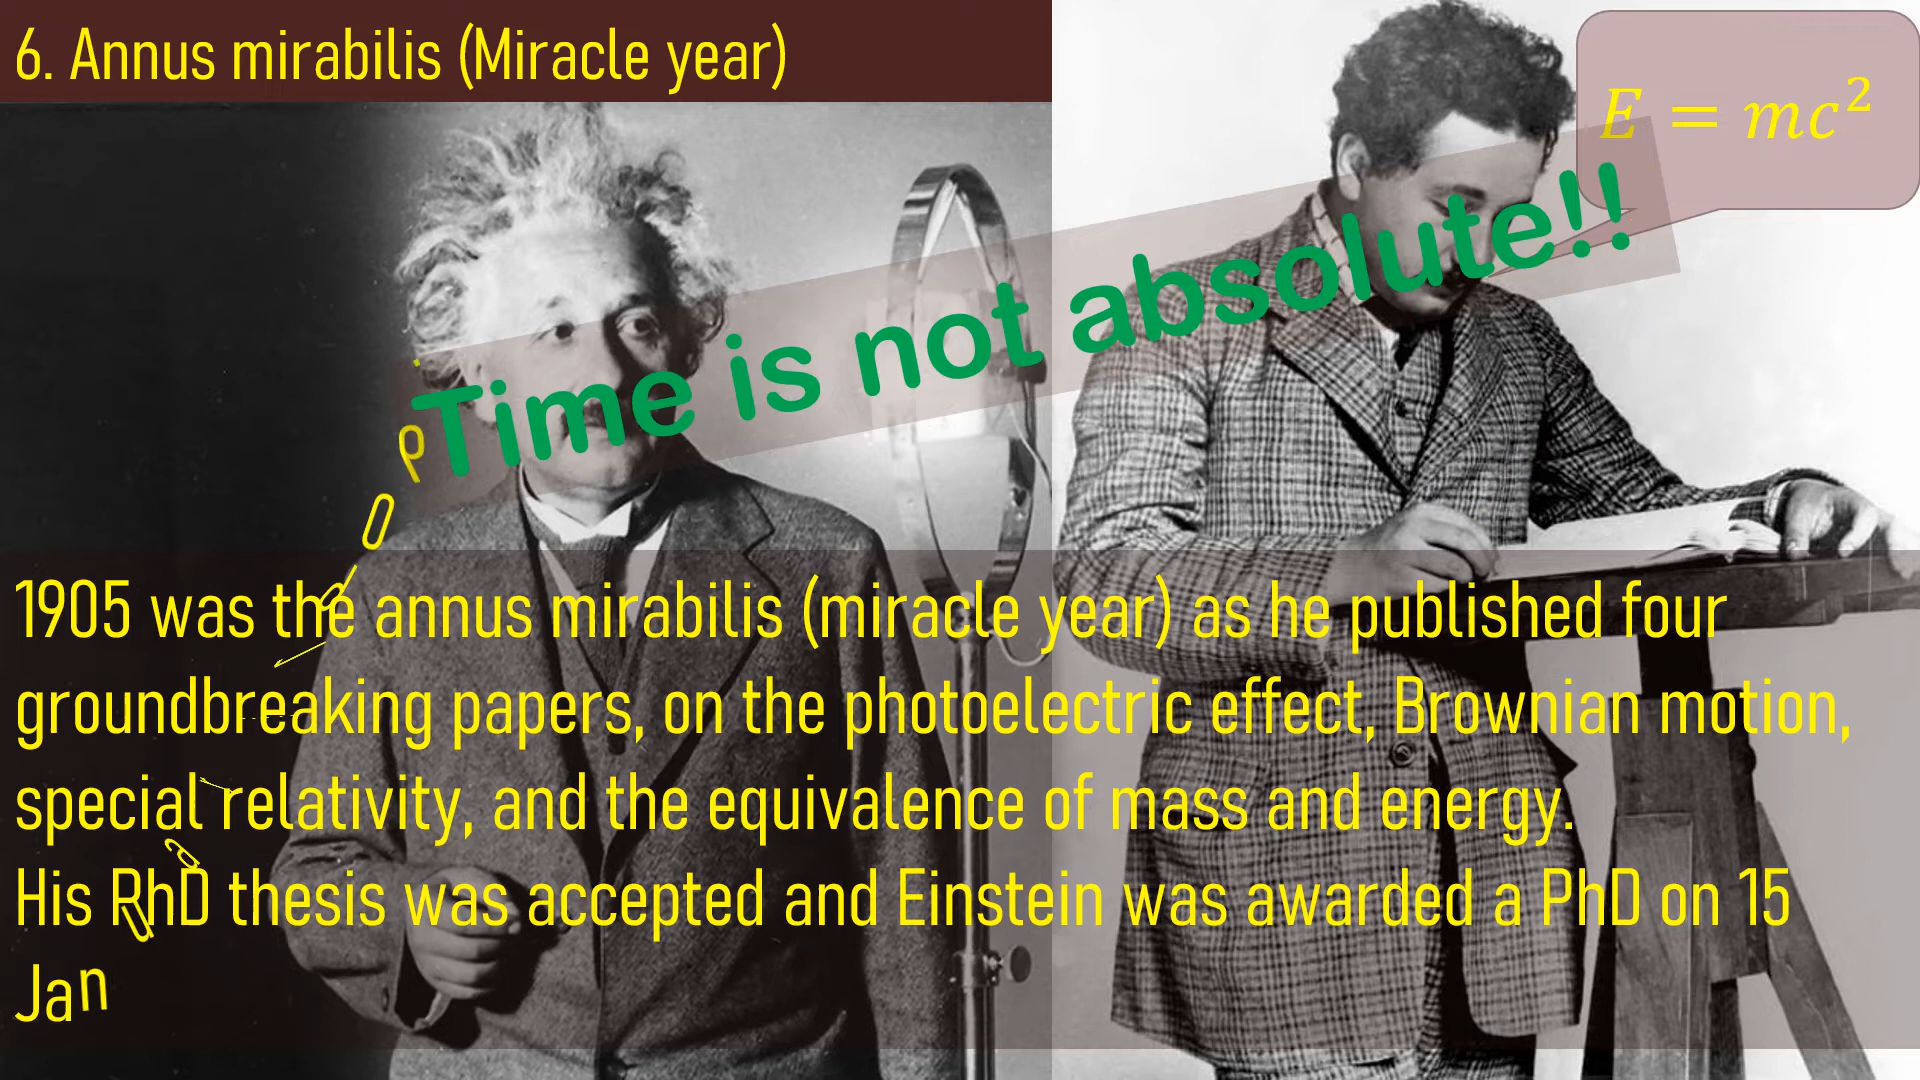 6. Annus mirabilis (Miracle year)
E = mc²
Time is not absolute!!
1905 was the annus mirabilis (miracle year) as he published four
groundbreaking papers, on the photoelectric effect, Brownian motion,
special relativity, and the equivalence of mass and energy.
His PhD thesis was accepted and Einstein was awarded a PhD on 15
Jan